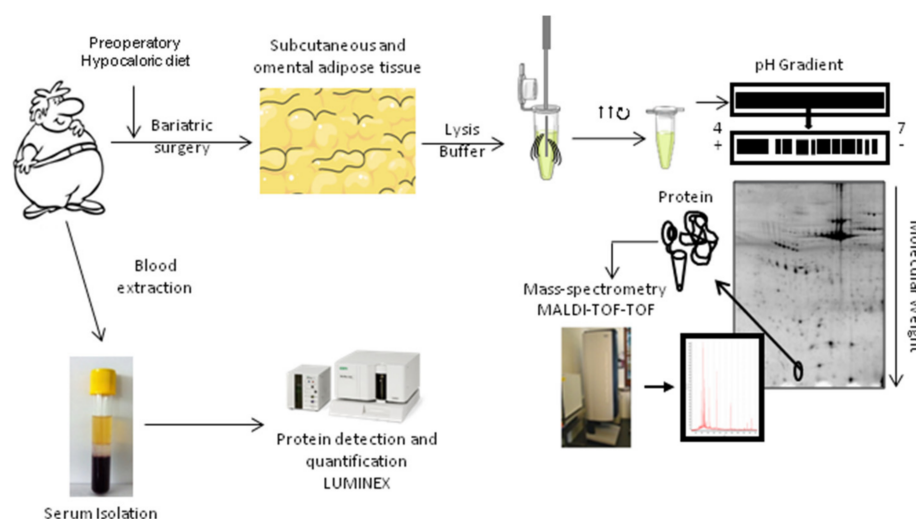 Preoperatory
Hypocaloric diet
Bariatric
surgery
Subcutaneous and
omental adipose tissue
Lysis
Buffer
pH Gradient
4
+
7
-
Molecular Weight
Protein
Mass-spectrometry
MALDI-TOF-TOF
Blood
extraction
Protein detection and
quantification
LUMINEX
Serum Isolation